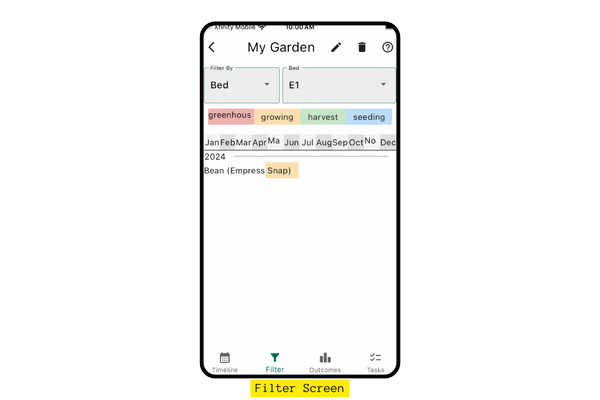 Xfinity Mobile 10:00 AM
My Garden
Filter By Bed
Bed E1
greenhous growing harvest seeding
Jan Feb Mar Apr Ma Jun Jul Aug Sep Oct No Dec
2024
Bean (Empress Snap)
Timeline Filter Outcomes Tasks
Filter Screen